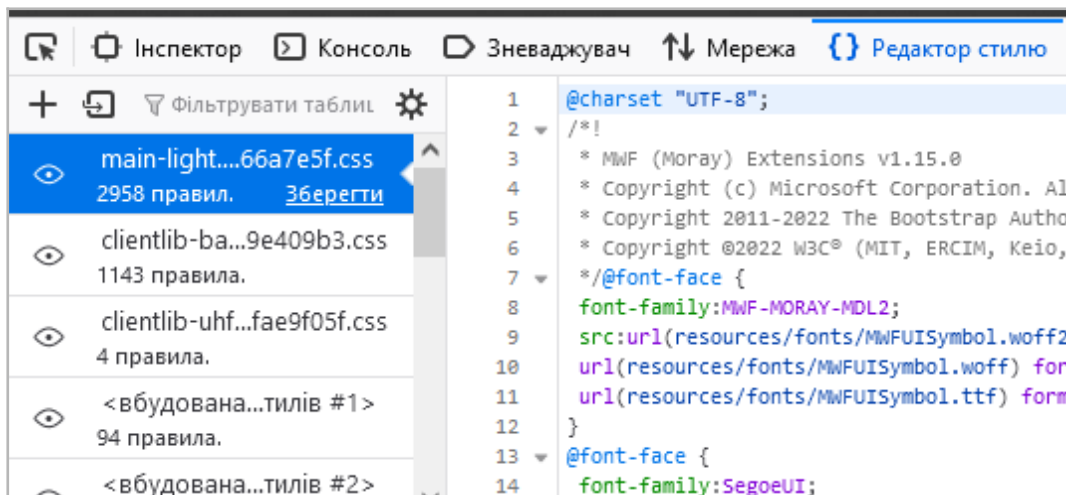 Інспектор Консоль Зневаджувач Мережа Редактор стилю
Фільтрувати таблиц
main-light....66a7e5f.css
2958 правил. Зберегти
clientlib-ba...9e409b3.css
1143 правила.
clientlib-uhf...fae9f05f.css
4 правила.
<вбудована...тилів #1>
94 правила.
<вбудована...тилів #2>
1 @charset "UTF-8";
2 /*!
3 * MWF (Moray) Extensions v1.15.0
4 * Copyright (c) Microsoft Corporation. Al
5 * Copyright 2011-2022 The Bootstrap Autho
6 * Copyright ©2022 W3C® (MIT, ERCIM, Keio,
7 */@font-face {
8 font-family:MWF-MORAY-MDL2;
9 src:url(resources/fonts/MWFUISymbol.woff2
10 url(resources/fonts/MWFUISymbol.woff) for
11 url(resources/fonts/MWFUISymbol.ttf) form
12 }
13 @font-face {
14 font-family:SegoeUI;